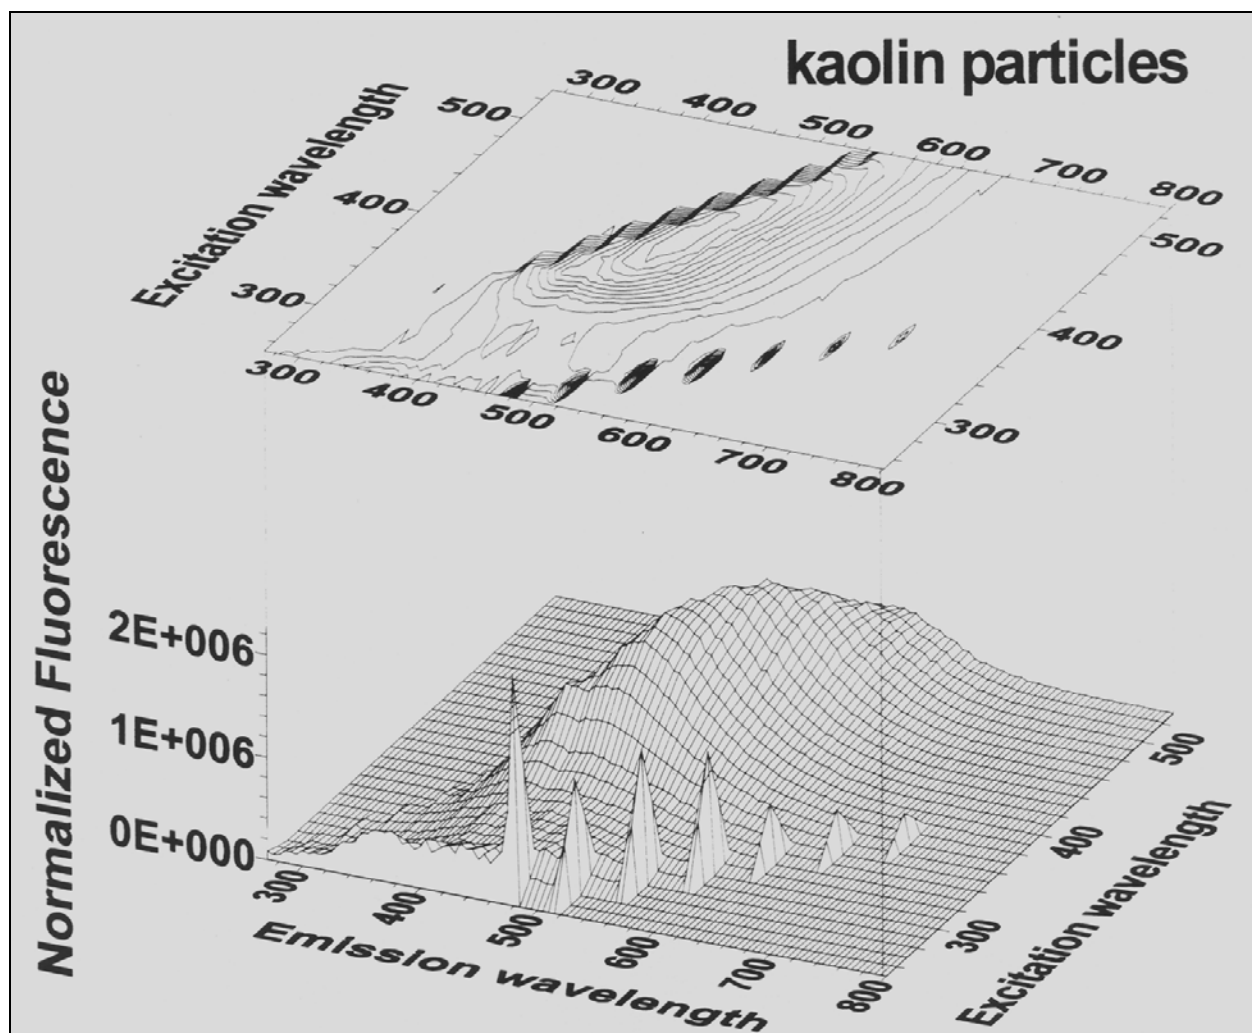 kaolin particles
Excitation wavelength
300 400 500 600 700 800
500
400
300
500
400
300
300 400 500 600 700 800
Normalized Fluorescence
2E+006
1E+006
0E+000
300 400 500 600 700 800
Emission wavelength
500
400
300
Excitation wavelength